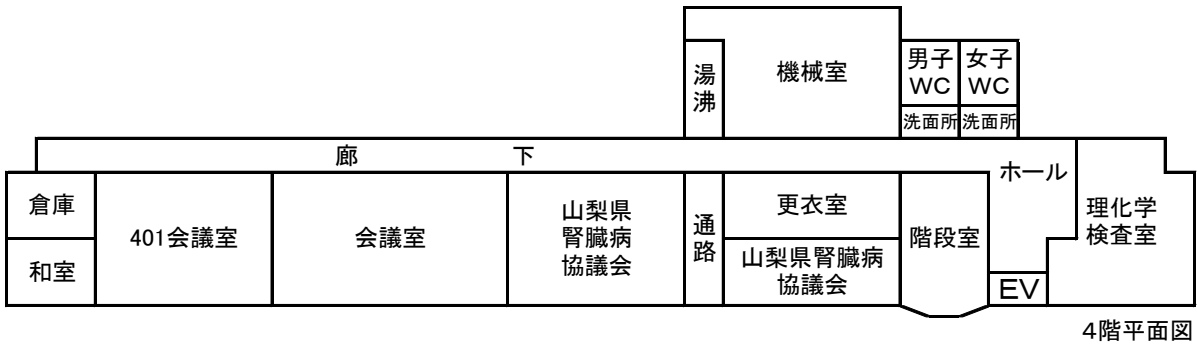 機械室
湯沸
男子
WC
女子
WC
洗面所
洗面所
廊下
ホール
倉庫
和室
401会議室
会議室
山梨県
腎臓病
協議会
通路
更衣室
山梨県腎臓病
協議会
階段室
EV
理化学
検査室
4階平面図